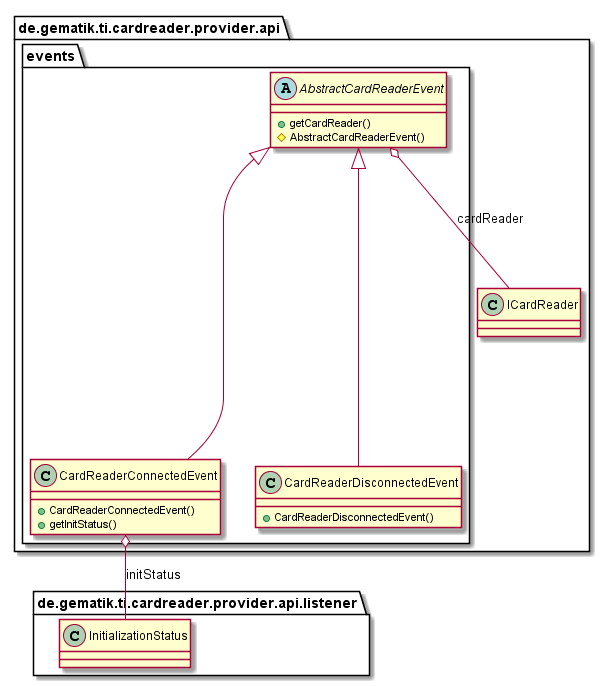 de.gematik.ti.cardreader.provider.api
events
A AbstractCardReaderEvent
getCardReader()
AbstractCardReaderEvent()
cardReader
C ICardReader
C CardReaderConnectedEvent
CardReaderConnectedEvent()
getInitStatus()
C CardReaderDisconnectedEvent
CardReaderDisconnectedEvent()
initStatus
de.gematik.ti.cardreader.provider.api.listener
C InitializationStatus